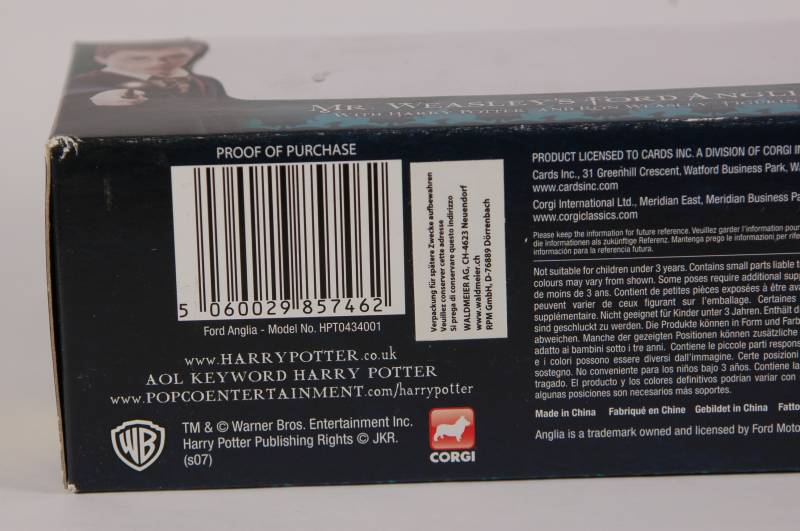 MR. WEASLEY'S FORD ANGLI
WITH HARRY POTTER AND RON WEASLEY FIGURES
PROOF OF PURCHASE
5 060029 857462
Ford Anglia - Model No. HPT0434001
Verpackung für spätere Zwecke aufbewahren
Veuillez conserver cette adresse
Si prega di conservare questo indirizzo
WALDMEIER AG, CH-4623 Neuendorf
www.waldmeier.ch
RPM GmbH, D-76889 Dörrenbach
www.HARRYPOTTER.co.uk
AOL KEYWORD HARRY POTTER
www.POPCOENTERTAINMENT.com/harrypotter
WB
TM & © Warner Bros. Entertainment Inc.
Harry Potter Publishing Rights © JKR.
(s07)
CORGI
PRODUCT LICENSED TO CARDS INC. A DIVISION OF CORGI IN
Cards Inc., 31 Greenhill Crescent, Watford Business Park, Wa
www.cardsinc.com
Corgi International Ltd., Meridian East, Meridian Business Pa
www.corgiclassics.com
Please keep the information for future reference. Veuillez garder l'information pour
die informationen als zukünftige Referenz. Mantenga prego le informazioni per rife
información para la referencia futura.
Not suitable for children under 3 years. Contains small parts liable t
colours may vary from shown. Some poses require additional supp
de moins de 3 ans. Contient de petites pièces exposées à être ava
peuvent varier de ceux figurant sur l'emballage. Certaines
supplémentaire. Nicht geeignet für Kinder unter 3 Jahren. Enthält di
sind geschluckt zu werden. Die Produkte können in Form und Farb
abweichen. Manche der gezeigten Positionen können zusätzliche
adatto ai bambini sotto i tre anni. Contiene le piccole parti respons
e i colori possono essere diversi dall'immagine. Certe posizioni
sostegno. No conveniente para los niños bajo 3 años. Contiene la
tragado. El producto y los colores definitivos podrían variar con
algunas posiciones son necesarios más soportes.
Made in China Fabriqué en Chine Gebildet in China Fatto
Anglia is a trademark owned and licensed by Ford Moto